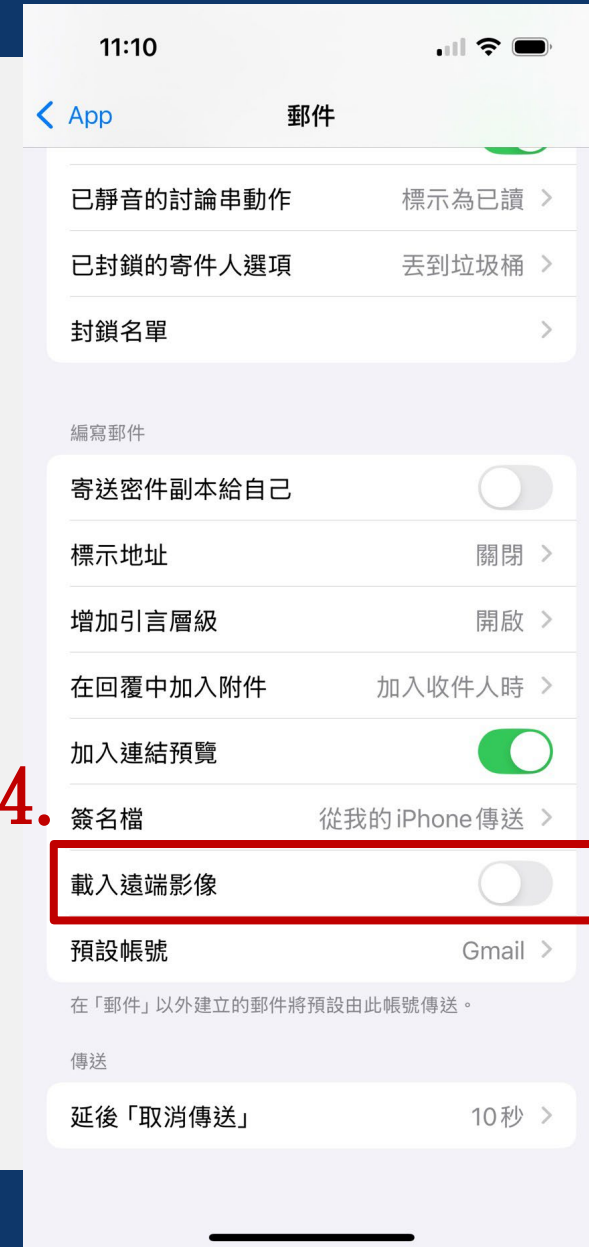 11:10
App 郵件
已靜音的討論串動作 標示為已讀
已封鎖的寄件人選項 丟到垃圾桶
封鎖名單
編寫郵件
寄送密件副本給自己
標示地址 關閉
增加引言層級 開啟
在回覆中加入附件 加入收件人時
加入連結預覽
4.
簽名檔 從我的 iPhone 傳送
載入遠端影像
預設帳號 Gmail
在「郵件」以外建立的郵件將預設由此帳號傳送。
傳送
延後「取消傳送」 10 秒